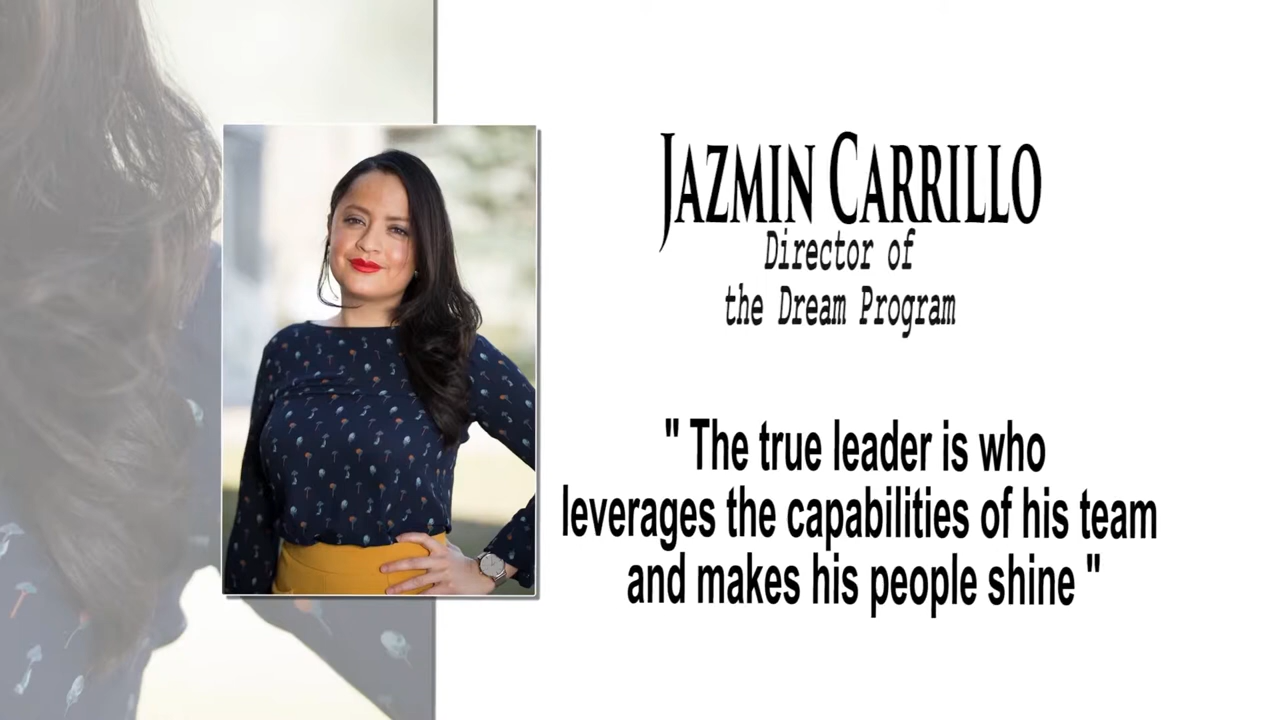 Jazmin Carrillo
Director of
the Dream Program
" The true leader is who
leverages the capabilities of his team
and makes his people shine "